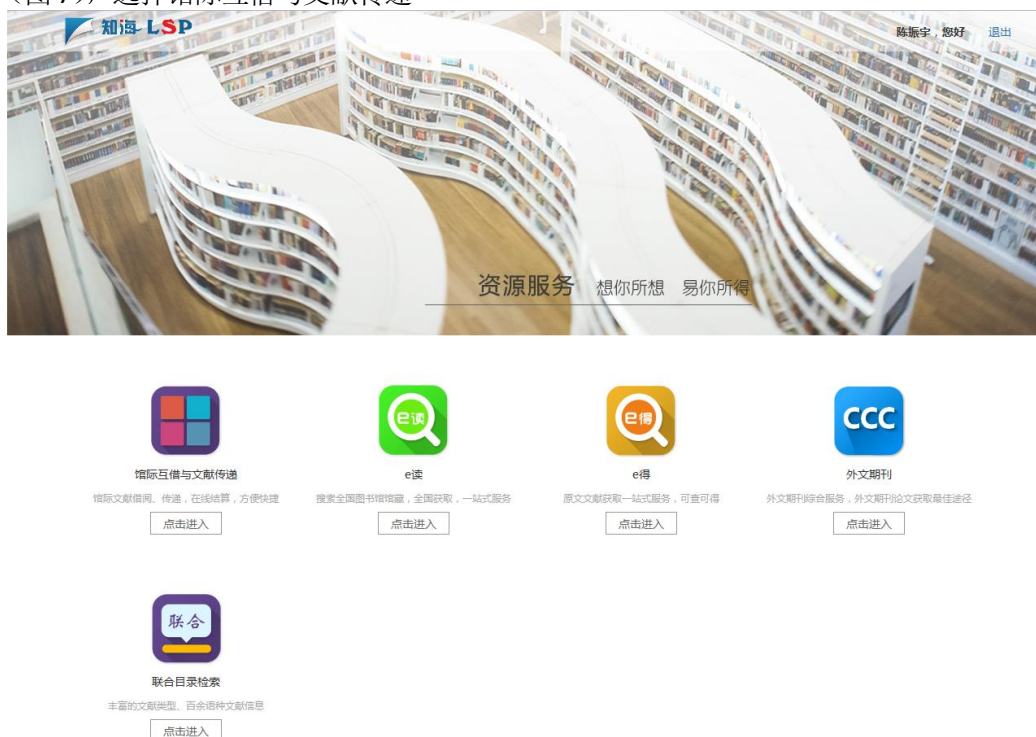 知海 LSP
陈振宇，您好 退出
资源服务 想你所想 易你所得
e读 e得 CCC
馆际互借与文献传递 e读 e得 外文期刊
馆际文献借阅、传递，在线结算，方便快捷 搜索全国图书馆馆藏，全国获取，一站式服务 原文文献获取一站式服务，可查可得 外文期刊综合服务，外文期刊论文获取最佳途径
点击进入 点击进入 点击进入 点击进入
联合
联合目录检索
丰富的文献类型、百余语种文献信息
点击进入